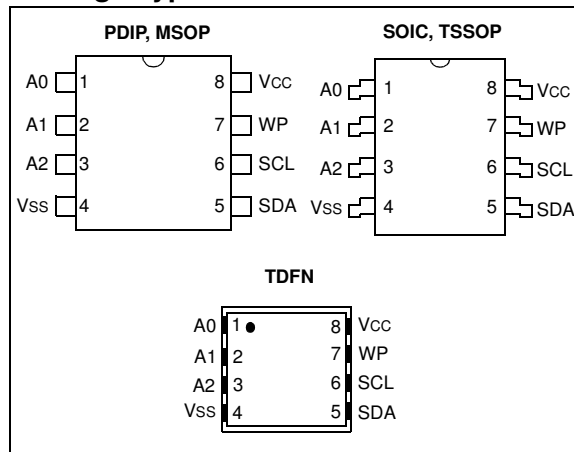 PDIP, MSOP
A0 1 8 VCC
A1 2 7 WP
A2 3 6 SCL
VSS 4 5 SDA
SOIC, TSSOP
A0 1 8 VCC
A1 2 7 WP
A2 3 6 SCL
VSS 4 5 SDA
TDFN
A0 1 8 VCC
A1 2 7 WP
A2 3 6 SCL
VSS 4 5 SDA